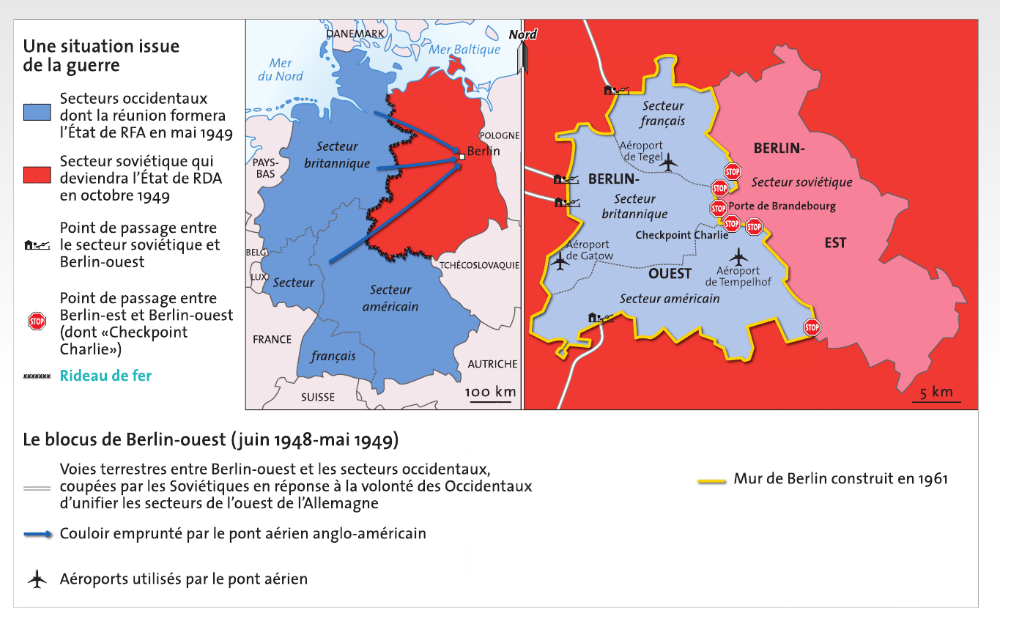 Une situation issue
de la guerre
Secteurs occidentaux
dont la réunion formera
l'État de RFA en mai 1949
Secteur soviétique qui
deviendra l'État de RDA
en octobre 1949
Point de passage entre
le secteur soviétique et
Berlin-ouest
Point de passage entre
Berlin-est et Berlin-ouest
(dont «Checkpoint
Charlie»)
STOP
Rideau de fer
DANEMARK
Mer Baltique
Mer
du Nord
Nord
POLOGNE
Berlin
Secteur
britannique
PAYS-
BAS
BELG
LUX
Secteur
TCHÉCOSLOVAQUIE
Secteur
américain
FRANCE
français
AUTRICHE
SUISSE
100 km
Secteur
français
Aéroport
de Tegel
BERLIN-
Secteur soviétique
STOP
STOP
BERLIN-
Secteur
britannique
STOP
Porte de Brandebourg
STOP
STOP
Checkpoint Charlie
EST
Aéroport
de Gatow
OUEST
Aéroport
de Tempelhof
Secteur américain
STOP
5 km
Le blocus de Berlin-ouest (juin 1948-mai 1949)
Voies terrestres entre Berlin-ouest et les secteurs occidentaux,
coupées par les Soviétiques en réponse à la volonté des Occidentaux
d'unifier les secteurs de l'ouest de l'Allemagne
Mur de Berlin construit en 1961
Couloir emprunté par le pont aérien anglo-américain
Aéroports utilisés par le pont aérien